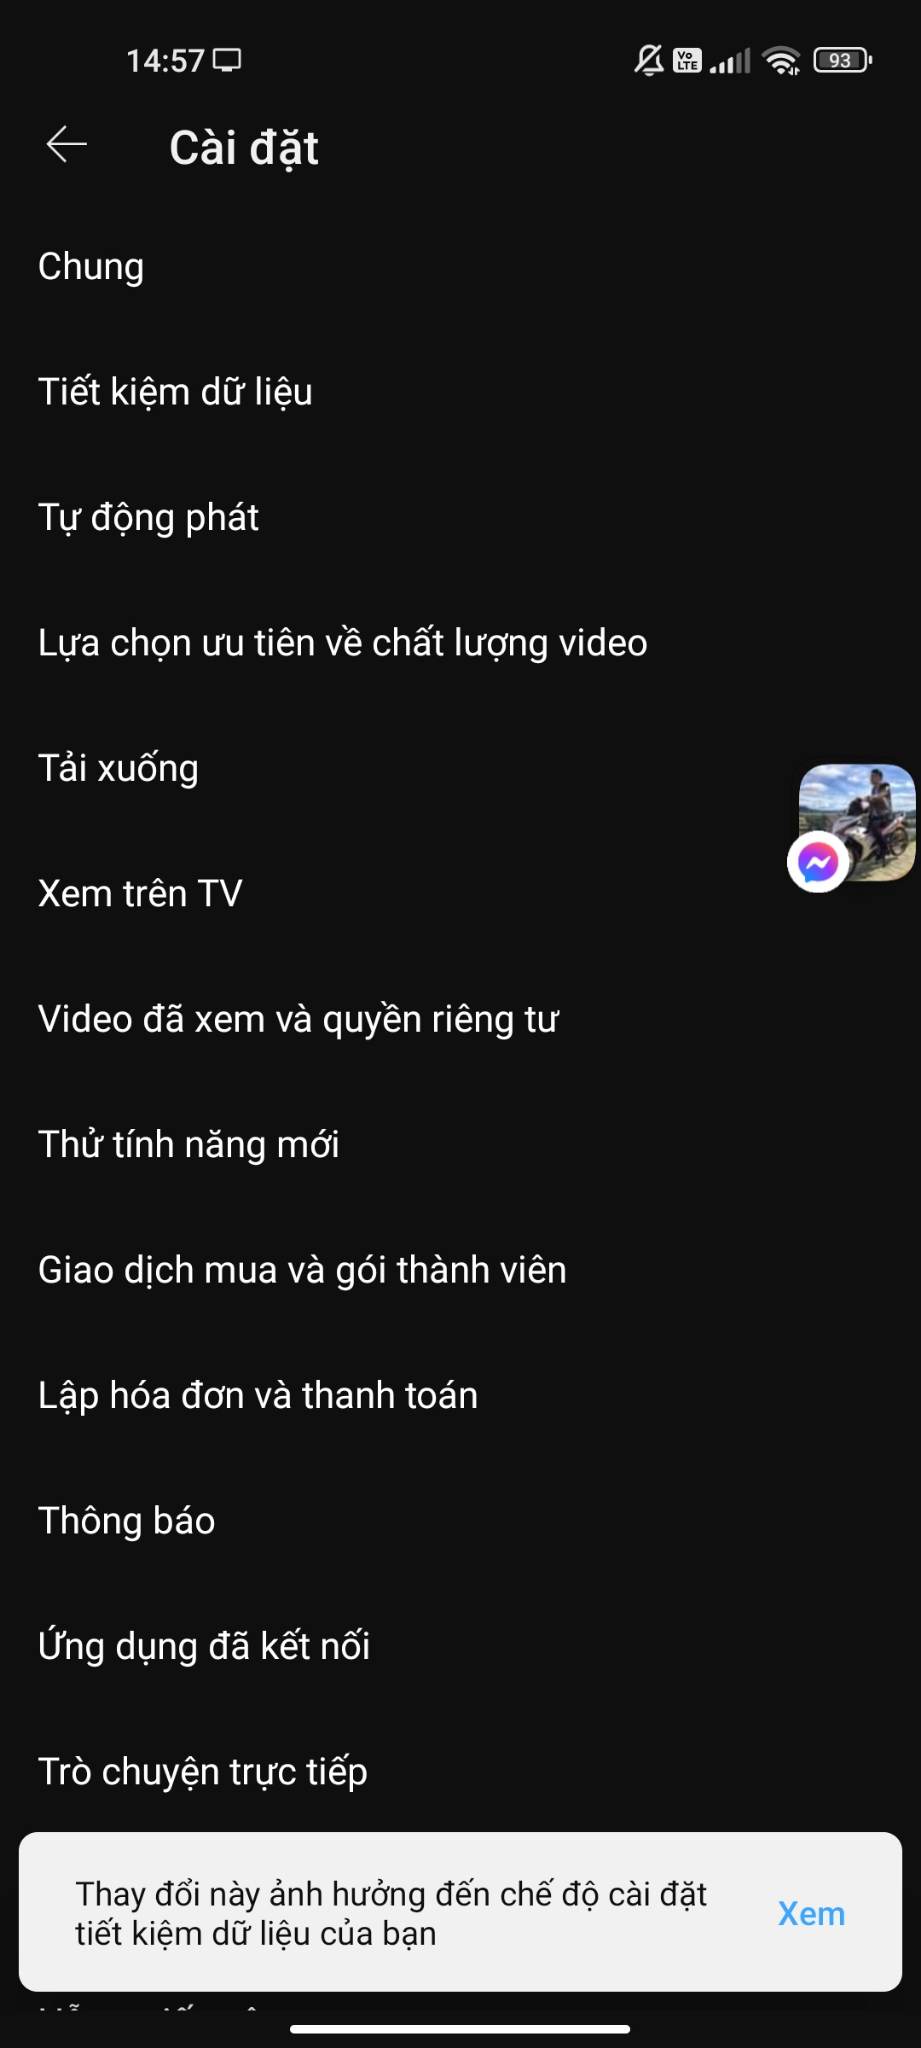 14:57
Vo LTE
93
Cài đặt
Chung
Tiết kiệm dữ liệu
Tự động phát
Lựa chọn ưu tiên về chất lượng video
Tải xuống
Xem trên TV
Video đã xem và quyền riêng tư
Thử tính năng mới
Giao dịch mua và gói thành viên
Lập hóa đơn và thanh toán
Thông báo
Ứng dụng đã kết nối
Trò chuyện trực tiếp
Thay đổi này ảnh hưởng đến chế độ cài đặt
tiết kiệm dữ liệu của bạn
Xem